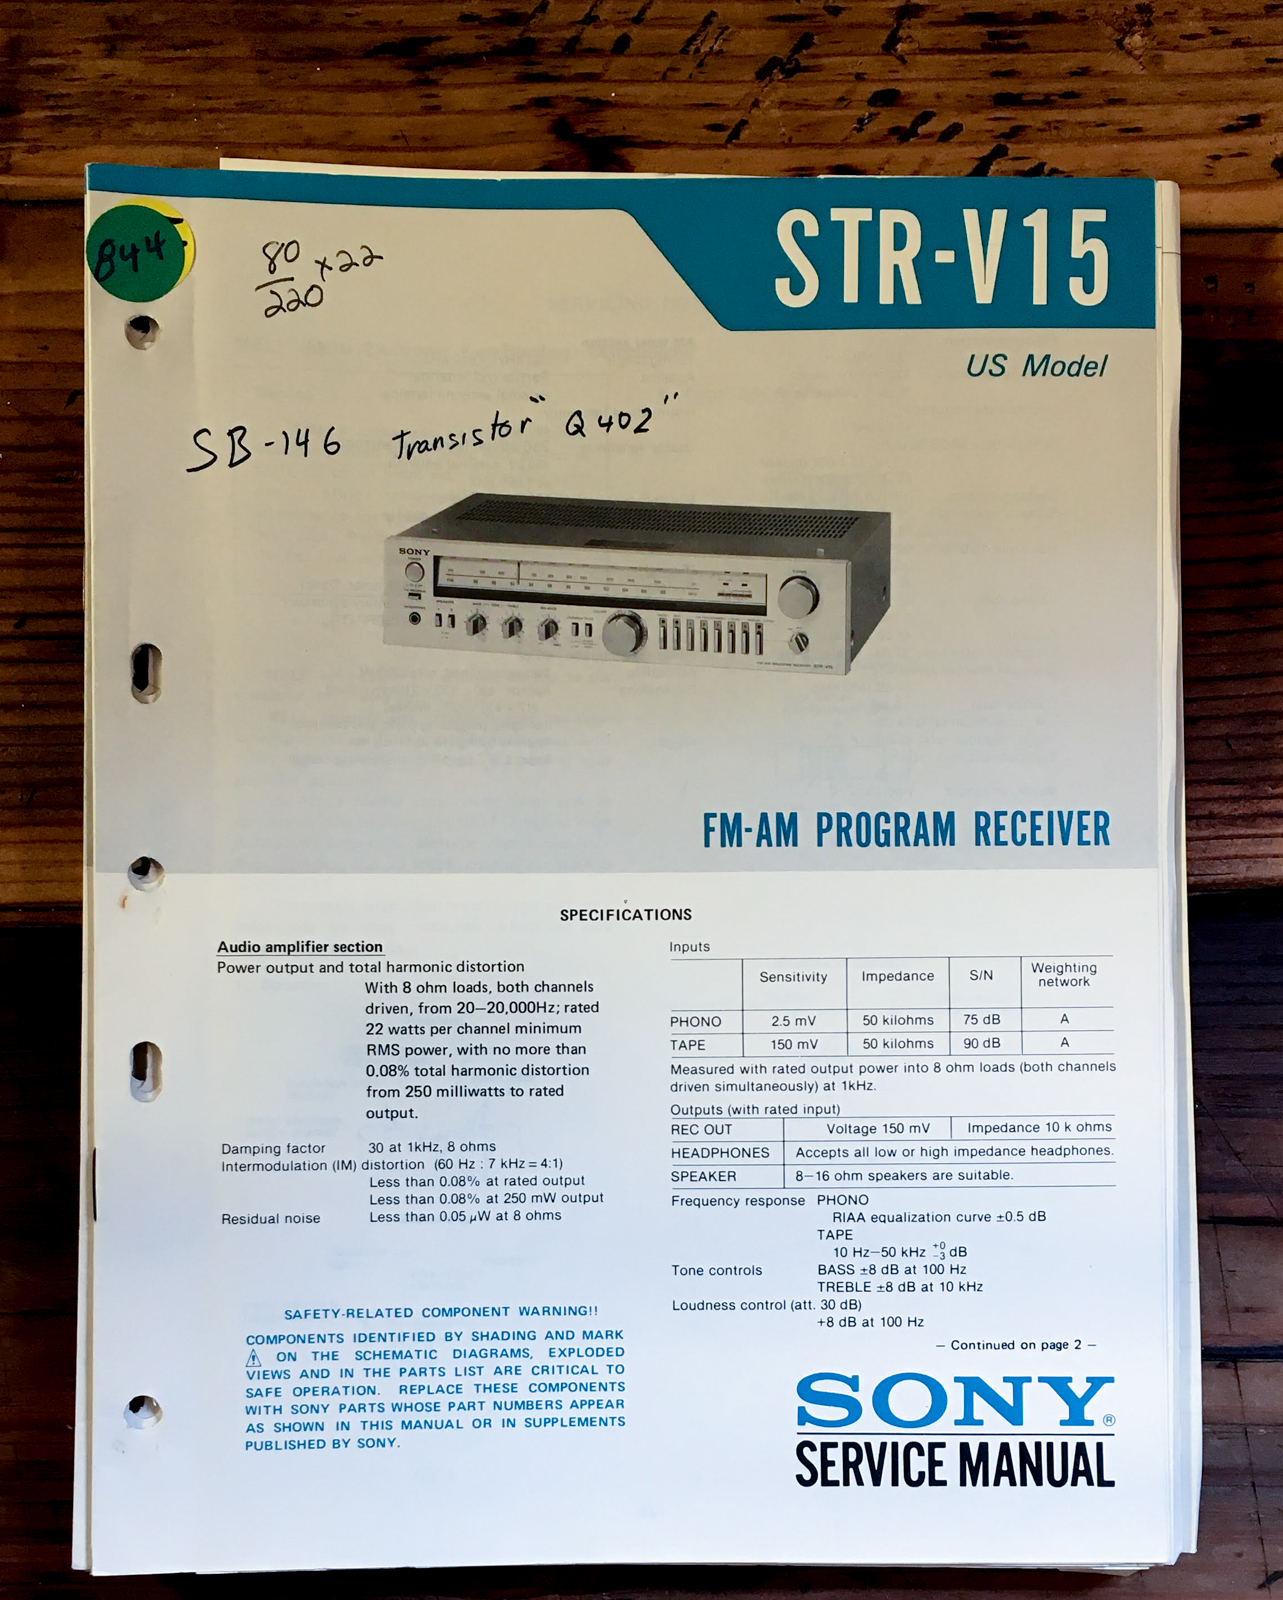 STR-V15
844
80
220
x22
US Model
SB-146 Transistor "Q402"
SONY
FM-AM PROGRAM RECEIVER
SPECIFICATIONS
Audio amplifier section
Power output and total harmonic distortion
With 8 ohm loads, both channels
driven, from 20–20,000Hz; rated
22 watts per channel minimum
RMS power, with no more than
0.08% total harmonic distortion
from 250 milliwatts to rated
output.
Damping factor 30 at 1kHz, 8 ohms
Intermodulation (IM) distortion (60 Hz : 7 kHz = 4:1)
Less than 0.08% at rated output
Less than 0.08% at 250 mW output
Residual noise Less than 0.05 µW at 8 ohms
SAFETY-RELATED COMPONENT WARNING!!
COMPONENTS IDENTIFIED BY SHADING AND MARK
⚠ ON THE SCHEMATIC DIAGRAMS, EXPLODED
VIEWS AND IN THE PARTS LIST ARE CRITICAL TO
SAFE OPERATION. REPLACE THESE COMPONENTS
WITH SONY PARTS WHOSE PART NUMBERS APPEAR
AS SHOWN IN THIS MANUAL OR IN SUPPLEMENTS
PUBLISHED BY SONY.
Inputs
Sensitivity Impedance S/N Weighting network
PHONO 2.5 mV 50 kilohms 75 dB A
TAPE 150 mV 50 kilohms 90 dB A
Measured with rated output power into 8 ohm loads (both channels
driven simultaneously) at 1kHz.
Outputs (with rated input)
REC OUT Voltage 150 mV Impedance 10 k ohms
HEADPHONES Accepts all low or high impedance headphones.
SPEAKER 8–16 ohm speakers are suitable.
Frequency response PHONO
RIAA equalization curve ±0.5 dB
TAPE
10 Hz–50 kHz +0 –3 dB
Tone controls BASS ±8 dB at 100 Hz
TREBLE ±8 dB at 10 kHz
Loudness control (att. 30 dB)
+8 dB at 100 Hz
– Continued on page 2 –
SONY®
SERVICE MANUAL